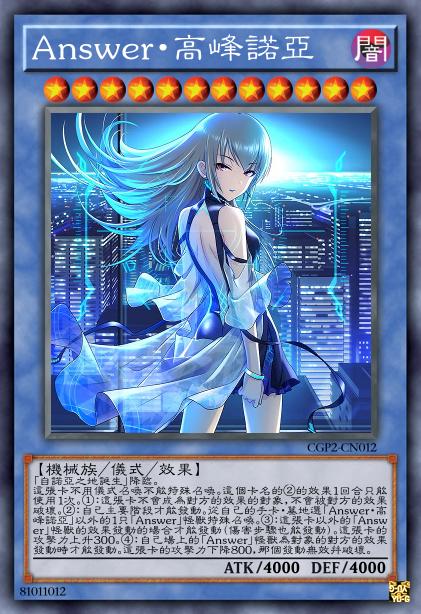 Answer·高峰諾亞
闇
CGP2-CN012
【機械族／儀式／效果】
「自諾亞之地誕生」降臨。
這張卡不用儀式召喚不能特殊召喚。這個卡名的②的效果1回合只能
使用1次。①：這張卡不會成為對方的效果的對象，不會被對方的效果
破壞。②：自己主要階段才能發動。從自己的手卡·墓地選「Answer·高
峰諾亞」以外的1只「Answer」怪獸特殊召喚。③：這張卡以外的「Answ
er」怪獸的效果發動的場合才能發動（傷害步驟也能發動）。這張卡的
攻擊力上升300。④：自己場上的「Answer」怪獸為對象的對方的效果
發動時才能發動。這張卡的攻擊力下降800，那個發動無效并破壞。
ATK/4000 DEF/4000
81011012